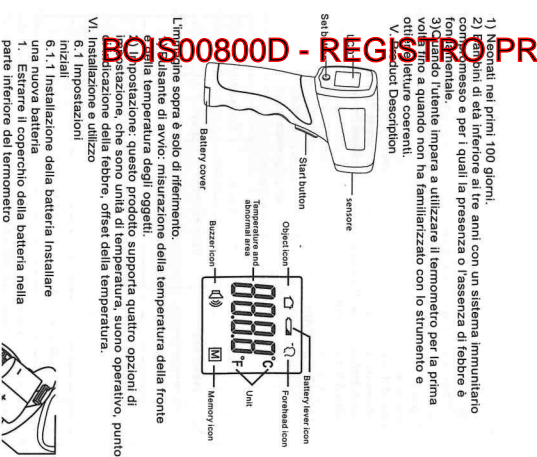 1) Neonati nei primi 100 giorni.
2) Bambini di età inferiore ai tre anni con un sistema immunitario
compromesso e per i quali la presenza o l'assenza di febbre è
fondamentale.
3)Quando l'utente impara a utilizzare il termometro per la prima
volta fino a quando non ha familiarizzato con lo strumento e
ottiene letture coerenti.
V. Product Description
Set
sensore
Start button
Battery cover
Object icon
Battery lever icon
Forehead icon
Temperature and
abnormal area
8888
88.8.8
°C
°F
M
Unit
Buzzer icon
Memory icon
L'immagine sopra è solo di riferimento.
Pulsante di avvio: misurazione della temperatura della fronte
e della temperatura degli oggetti.
2) Impostazione: questo prodotto supporta quattro opzioni di
impostazione, che sono unità di temperatura, suono operativo, punto
di indicazione della febbre, offset della temperatura.
VI. Installazione e utilizzo
6.1 Impostazioni
iniziali
6.1.1 Installazione della batteria Installare
una nuova batteria
1. Estrarre il coperchio della batteria nella
parte inferiore del termometro
800800D - REGISTRO PR